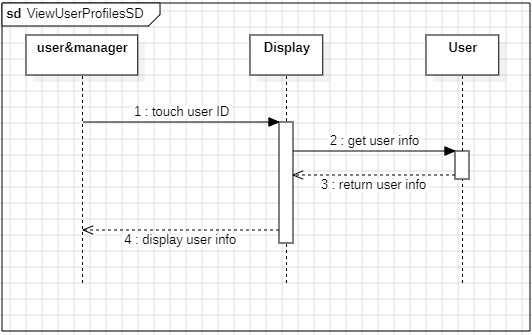 sd ViewUserProfilesSD
user&manager Display User
1 : touch user ID
2 : get user info
3 : return user info
4 : display user info